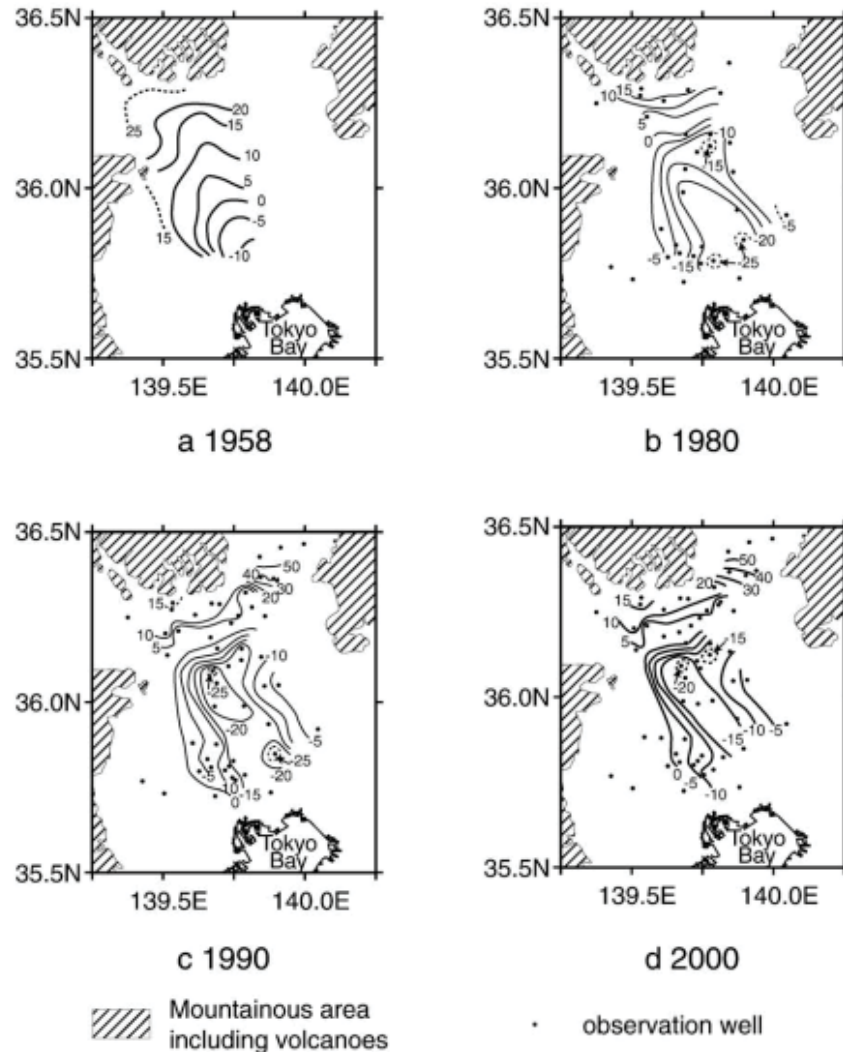 36.5N
36.0N
35.5N
20
15
25
10
5
0
-5
15
-10
Tokyo
Bay
139.5E 140.0E
a 1958
36.5N
36.0N
35.5N
15
10
5
0
-10
15
-5
-20
-5
-15
-25
Tokyo
Bay
139.5E 140.0E
b 1980
36.5N
36.0N
35.5N
50
40
30
20
15
10
5
-10
-25
-20
-5
-25
-20
-5
10
-15
0
Tokyo
Bay
139.5E 140.0E
c 1990
36.5N
36.0N
35.5N
50
40
20
30
15
10
5
-15
-20
-5
-10
-15
0
-5
-10
Tokyo
Bay
139.5E 140.0E
d 2000
Mountainous area
including volcanoes
observation well